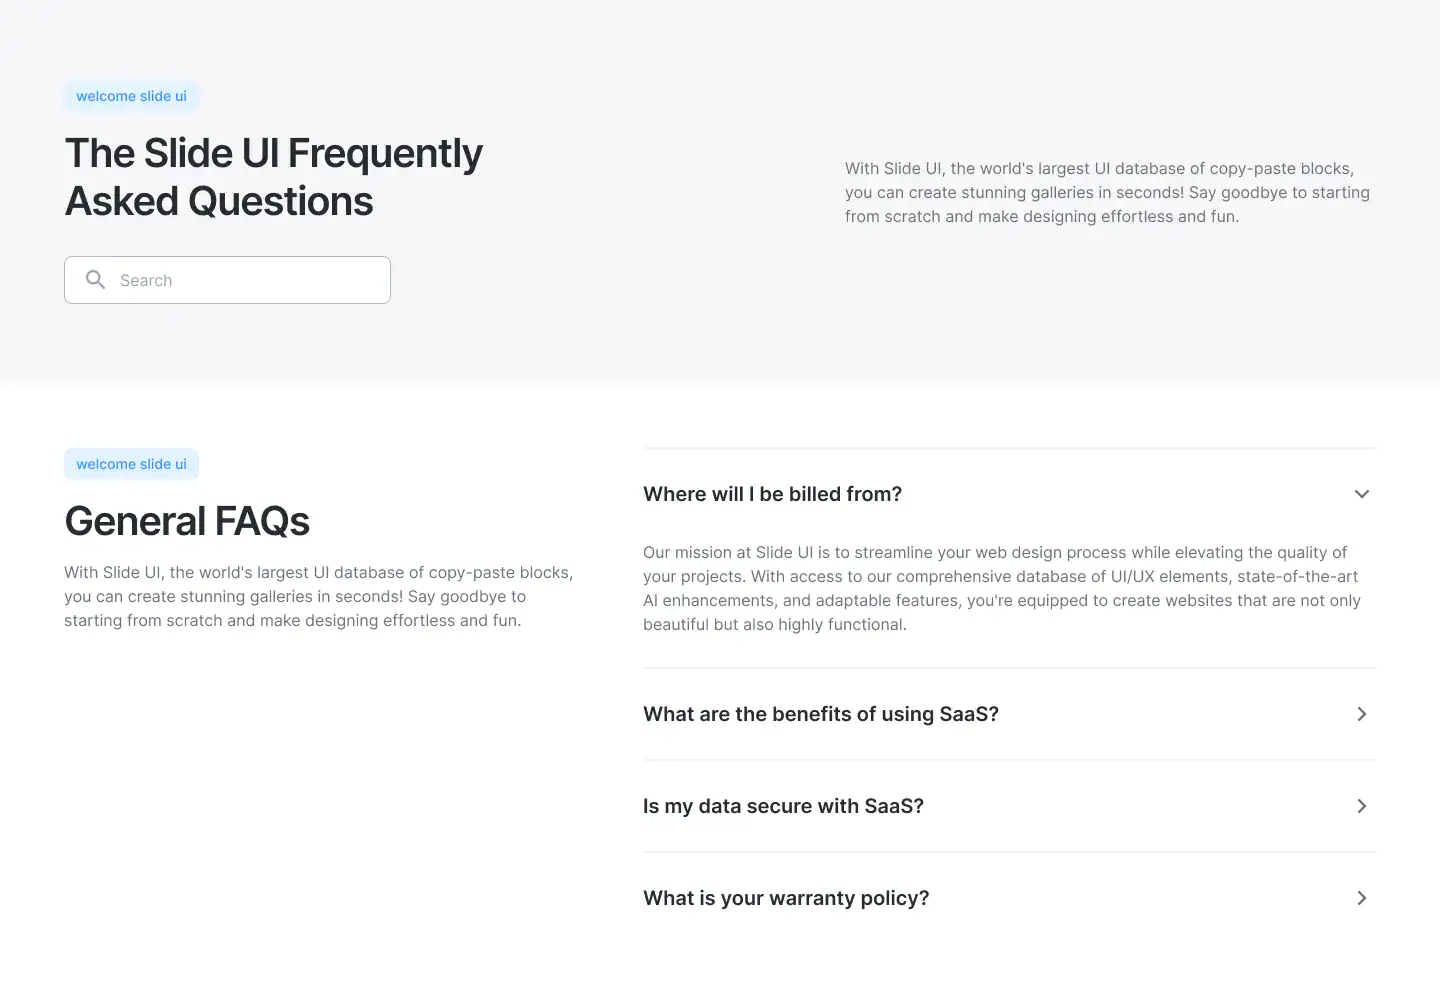 welcome slide ui
The Slide UI Frequently
Asked Questions
Search
With Slide UI, the world's largest UI database of copy-paste blocks,
you can create stunning galleries in seconds! Say goodbye to starting
from scratch and make designing effortless and fun.
welcome slide ui
General FAQs
With Slide UI, the world's largest UI database of copy-paste blocks,
you can create stunning galleries in seconds! Say goodbye to
starting from scratch and make designing effortless and fun.
Where will I be billed from?
Our mission at Slide UI is to streamline your web design process while elevating the quality of
your projects. With access to our comprehensive database of UI/UX elements, state-of-the-art
AI enhancements, and adaptable features, you're equipped to create websites that are not only
beautiful but also highly functional.
What are the benefits of using SaaS?
Is my data secure with SaaS?
What is your warranty policy?